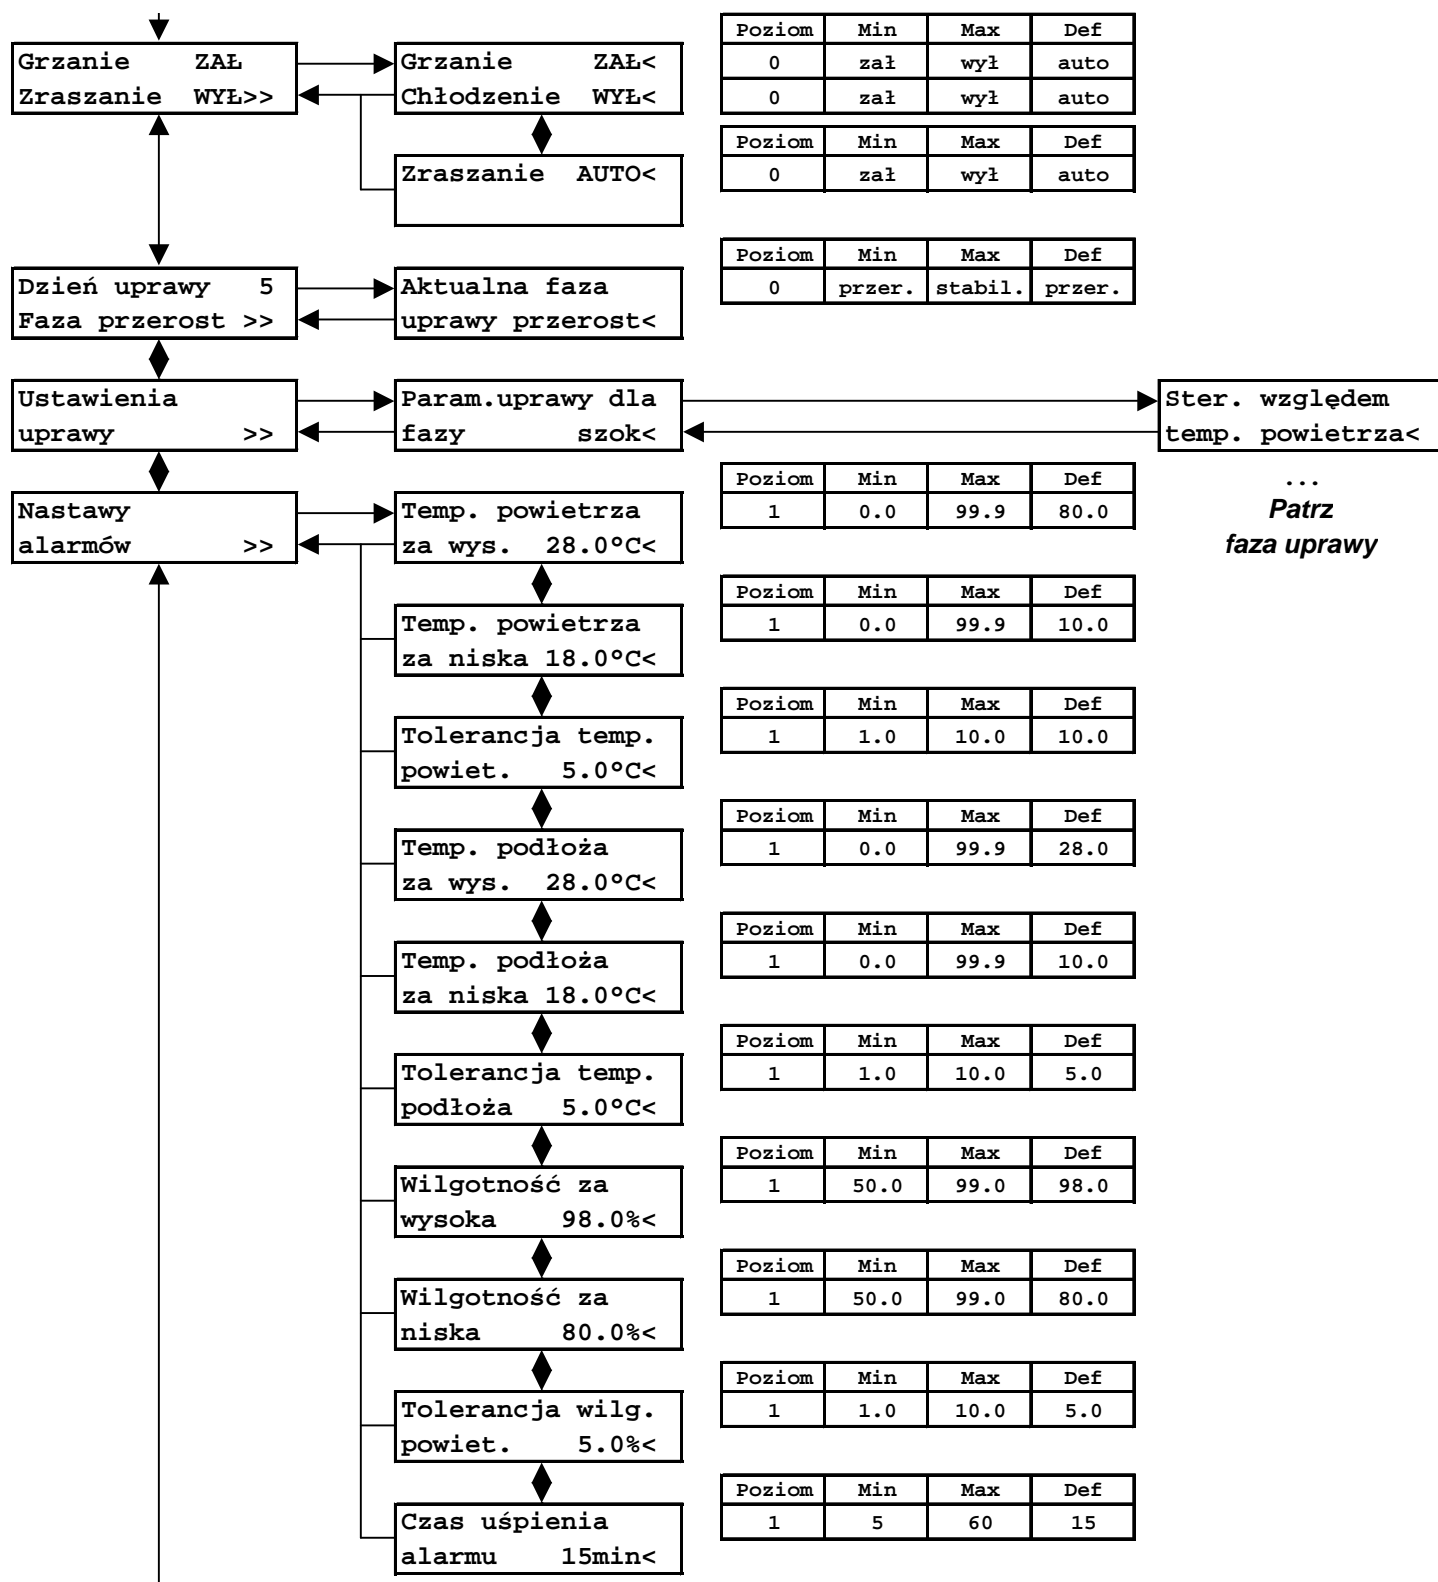 Poziom Min Max Def
Grzanie ZAŁ
Zraszanie WYŁ>>
Grzanie ZAŁ<
Chłodzenie WYŁ<
0 zał wył auto
0 zał wył auto
Poziom Min Max Def
Zraszanie AUTO<
0 zał wył auto
Poziom Min Max Def
Dzień uprawy 5
Faza przerost >>
Aktualna faza
uprawy przerost<
0 przer. stabil. przer.
Ustawienia
uprawy >>
Param.uprawy dla
fazy szok<
Ster. względem
temp. powietrza<
...
Patrz
faza uprawy
Nastawy
alarmów >>
Temp. powietrza
za wys. 28.0°C<
Poziom Min Max Def
1 0.0 99.9 80.0
Temp. powietrza
za niska 18.0°C<
Poziom Min Max Def
1 0.0 99.9 10.0
Tolerancja temp.
powiet. 5.0°C<
Poziom Min Max Def
1 1.0 10.0 10.0
Temp. podłoża
za wys. 28.0°C<
Poziom Min Max Def
1 0.0 99.9 28.0
Temp. podłoża
za niska 18.0°C<
Poziom Min Max Def
1 0.0 99.9 10.0
Tolerancja temp.
podłoża 5.0°C<
Poziom Min Max Def
1 1.0 10.0 5.0
Wilgotność za
wysoka 98.0%<
Poziom Min Max Def
1 50.0 99.0 98.0
Wilgotność za
niska 80.0%<
Poziom Min Max Def
1 50.0 99.0 80.0
Tolerancja wilg.
powiet. 5.0%<
Poziom Min Max Def
1 1.0 10.0 5.0
Czas uśpienia
alarmu 15min<
Poziom Min Max Def
1 5 60 15